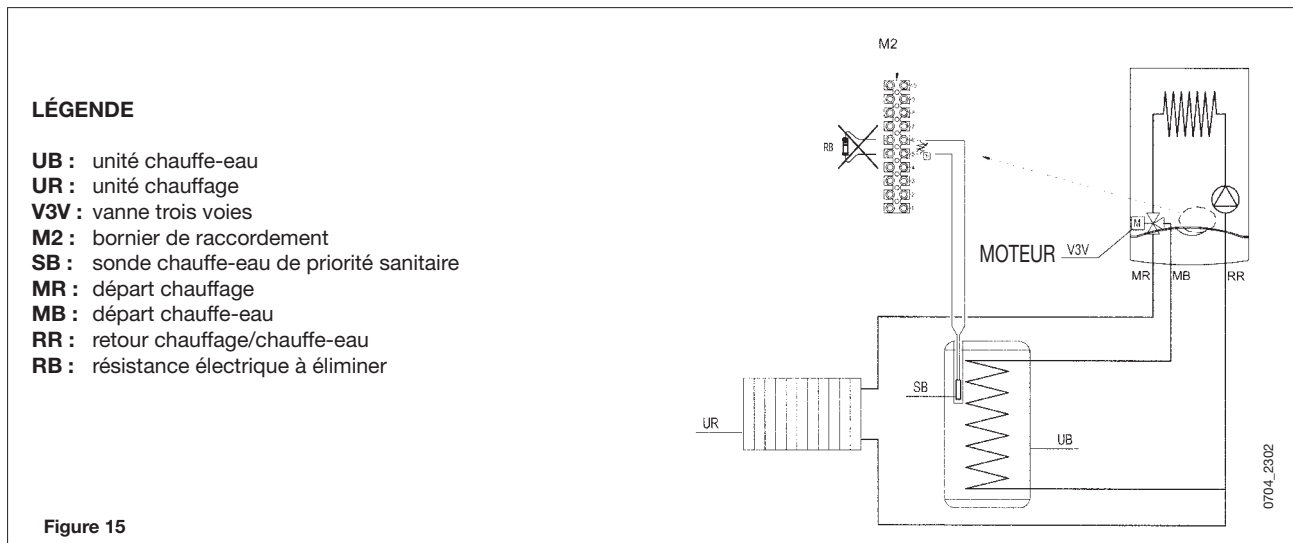 LÉGENDE
UB : unité chauffe-eau
UR : unité chauffage
V3V : vanne trois voies
M2 : bornier de raccordement
SB : sonde chauffe-eau de priorité sanitaire
MR : départ chauffage
MB : départ chauffe-eau
RR : retour chauffage/chauffe-eau
RB : résistance électrique à éliminer
Figure 15
M2
RB
M
MOTEUR V3V
MR MB RR
SB
UR
UB
0704_2302